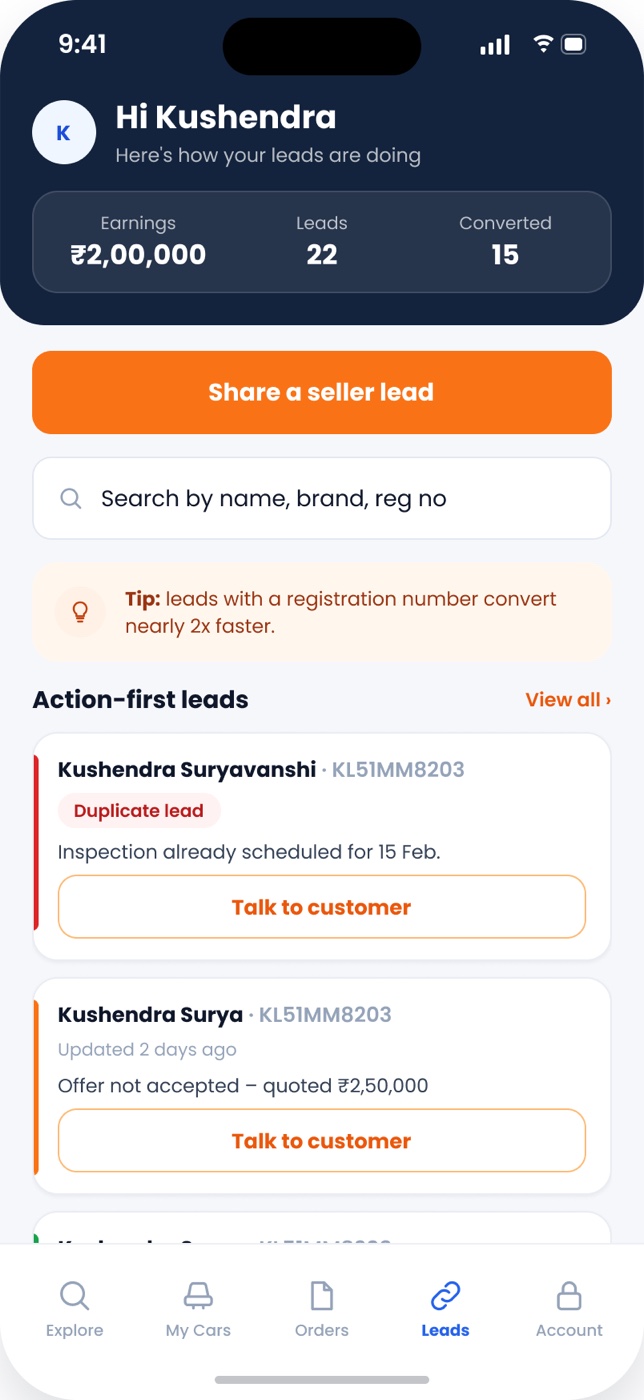 9:41
K
Hi Kushendra
Here's how your leads are doing
Earnings
₹2,00,000
Leads
22
Converted
15
Share a seller lead
Search by name, brand, reg no
Tip: leads with a registration number convert
nearly 2x faster.
Action-first leads
View all ›
Kushendra Suryavanshi · KL51MM8203
Duplicate lead
Inspection already scheduled for 15 Feb.
Talk to customer
Kushendra Surya · KL51MM8203
Updated 2 days ago
Offer not accepted – quoted ₹2,50,000
Talk to customer
Explore
My Cars
Orders
Leads
Account